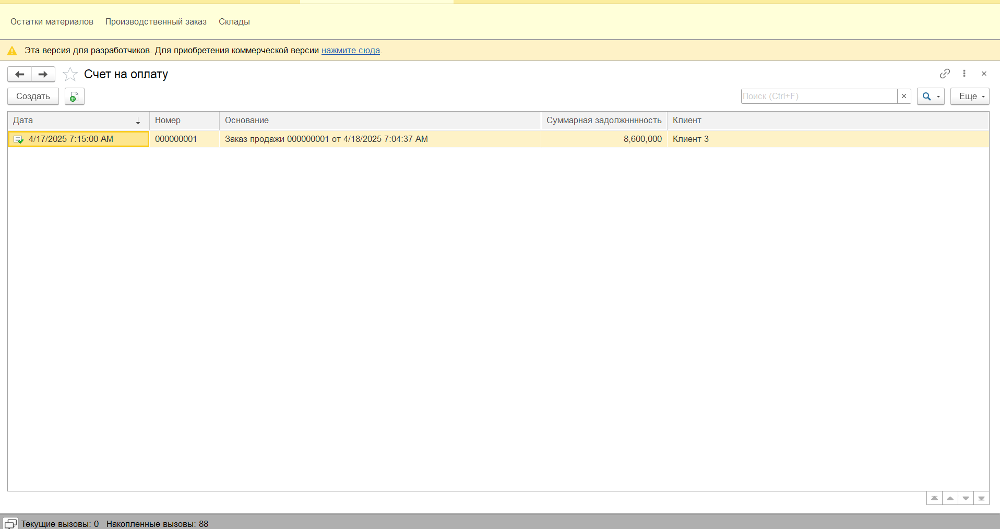 Остатки материалов Производственный заказ Склады
Эта версия для разработчиков. Для приобретения коммерческой версии нажмите сюда.
Счет на оплату
Создать Поиск (Ctrl+F) Еще
Дата Номер Основание Суммарная задолжнннность Клиент
4/17/2025 7:15:00 AM 000000001 Заказ продажи 000000001 от 4/18/2025 7:04:37 AM 8,600,000 Клиент 3
Текущие вызовы: 0 Накопленные вызовы: 88